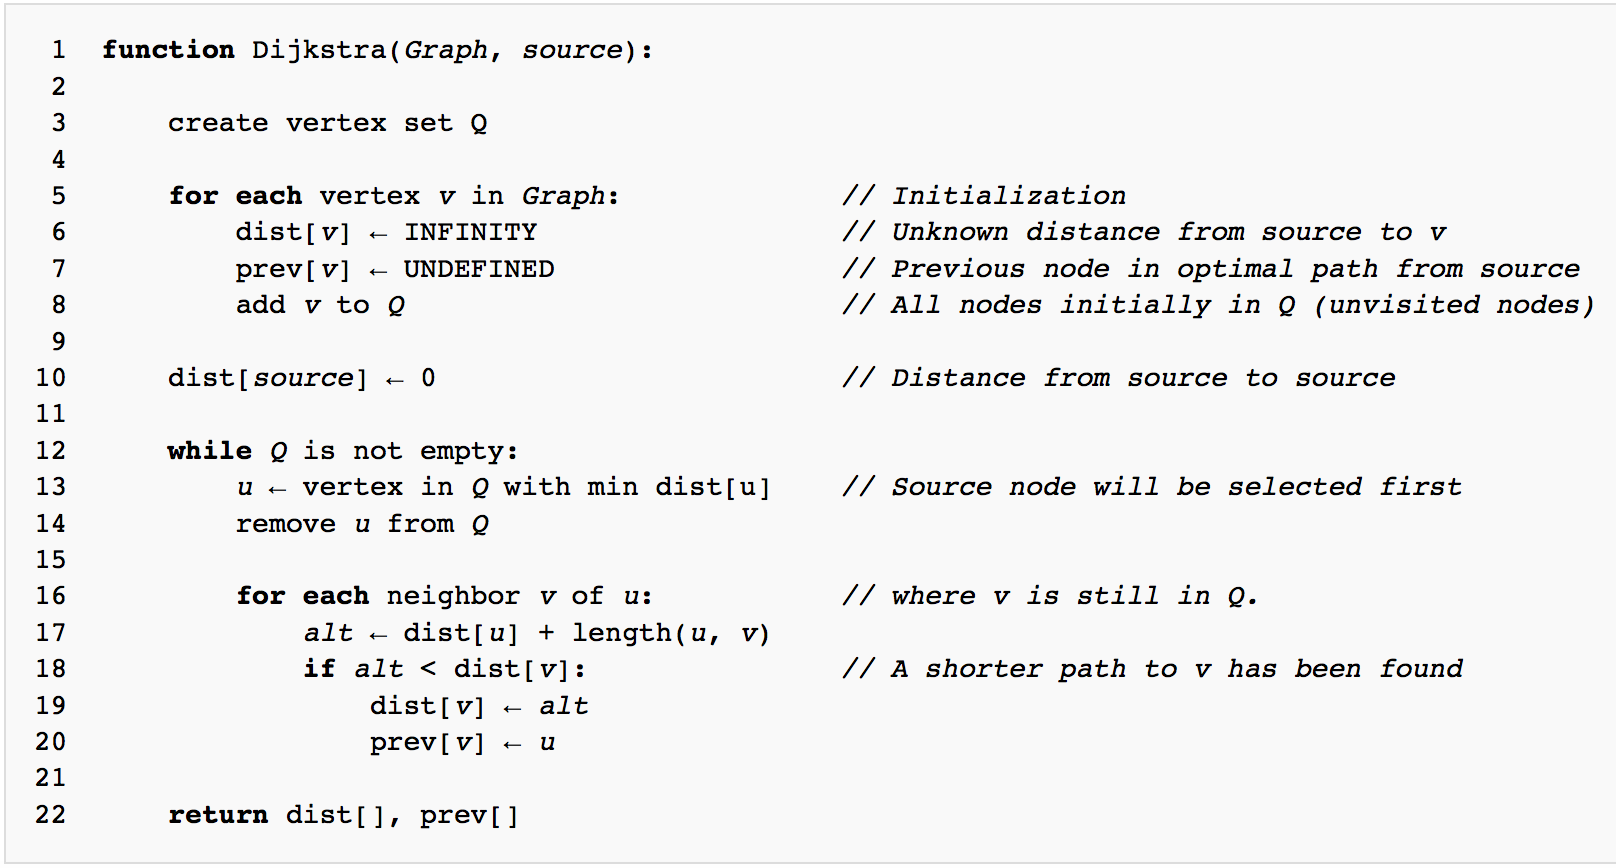 1 function Dijkstra(Graph, source):
2
3 create vertex set Q
4
5 for each vertex v in Graph: // Initialization
6 dist[v] ← INFINITY // Unknown distance from source to v
7 prev[v] ← UNDEFINED // Previous node in optimal path from source
8 add v to Q // All nodes initially in Q (unvisited nodes)
9
10 dist[source] ← 0 // Distance from source to source
11
12 while Q is not empty:
13 u ← vertex in Q with min dist[u] // Source node will be selected first
14 remove u from Q
15
16 for each neighbor v of u: // where v is still in Q.
17 alt ← dist[u] + length(u, v)
18 if alt < dist[v]: // A shorter path to v has been found
19 dist[v] ← alt
20 prev[v] ← u
21
22 return dist[], prev[]